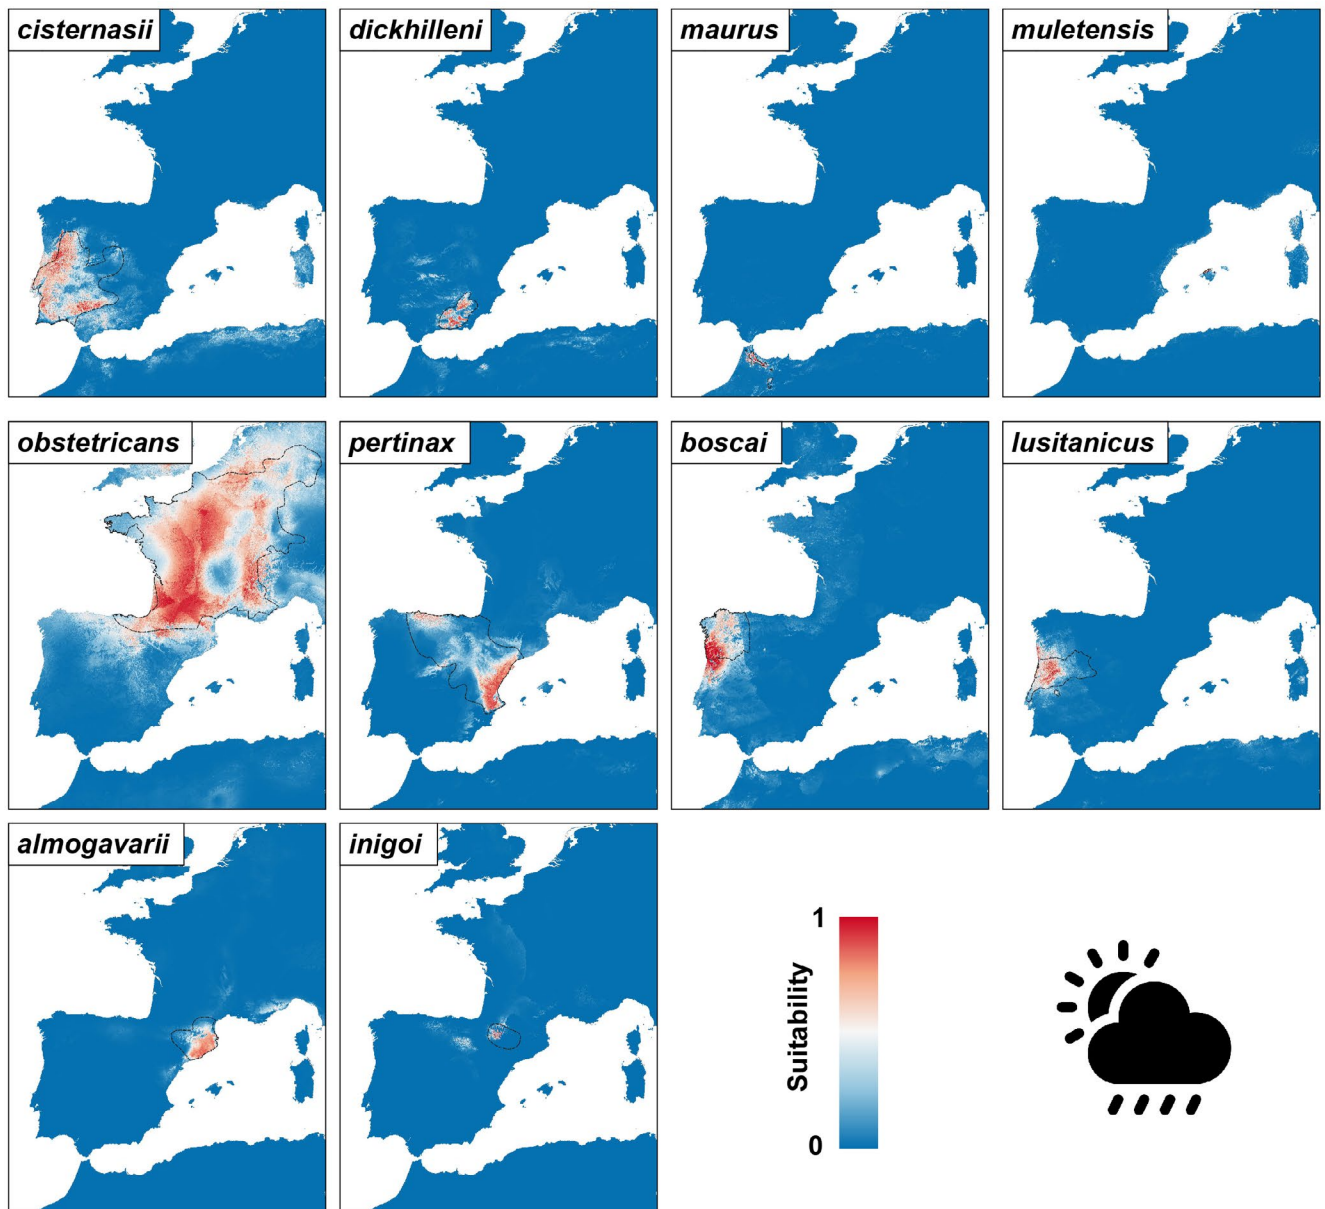 cisternasii
dickhilleni
maurus
muletensis
obstetricans
pertinax
boscai
lusitanicus
almogavarii
inigoi
1
Suitability
0